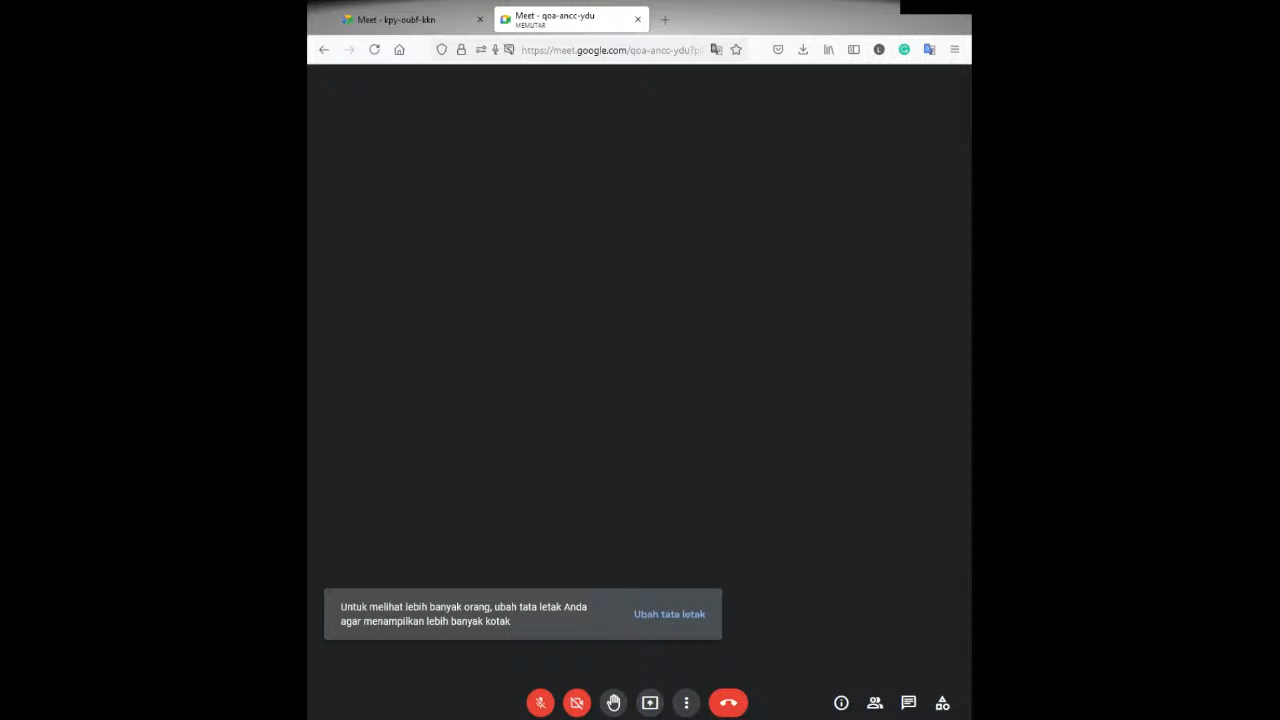 Meet - kpy-oubf-kkn
Meet - qoa-ancc-ydu
MEMUTAR
https://meet.google.com/qoa-ancc-ydu?p
Untuk melihat lebih banyak orang, ubah tata letak Anda
agar menampilkan lebih banyak kotak
Ubah tata letak